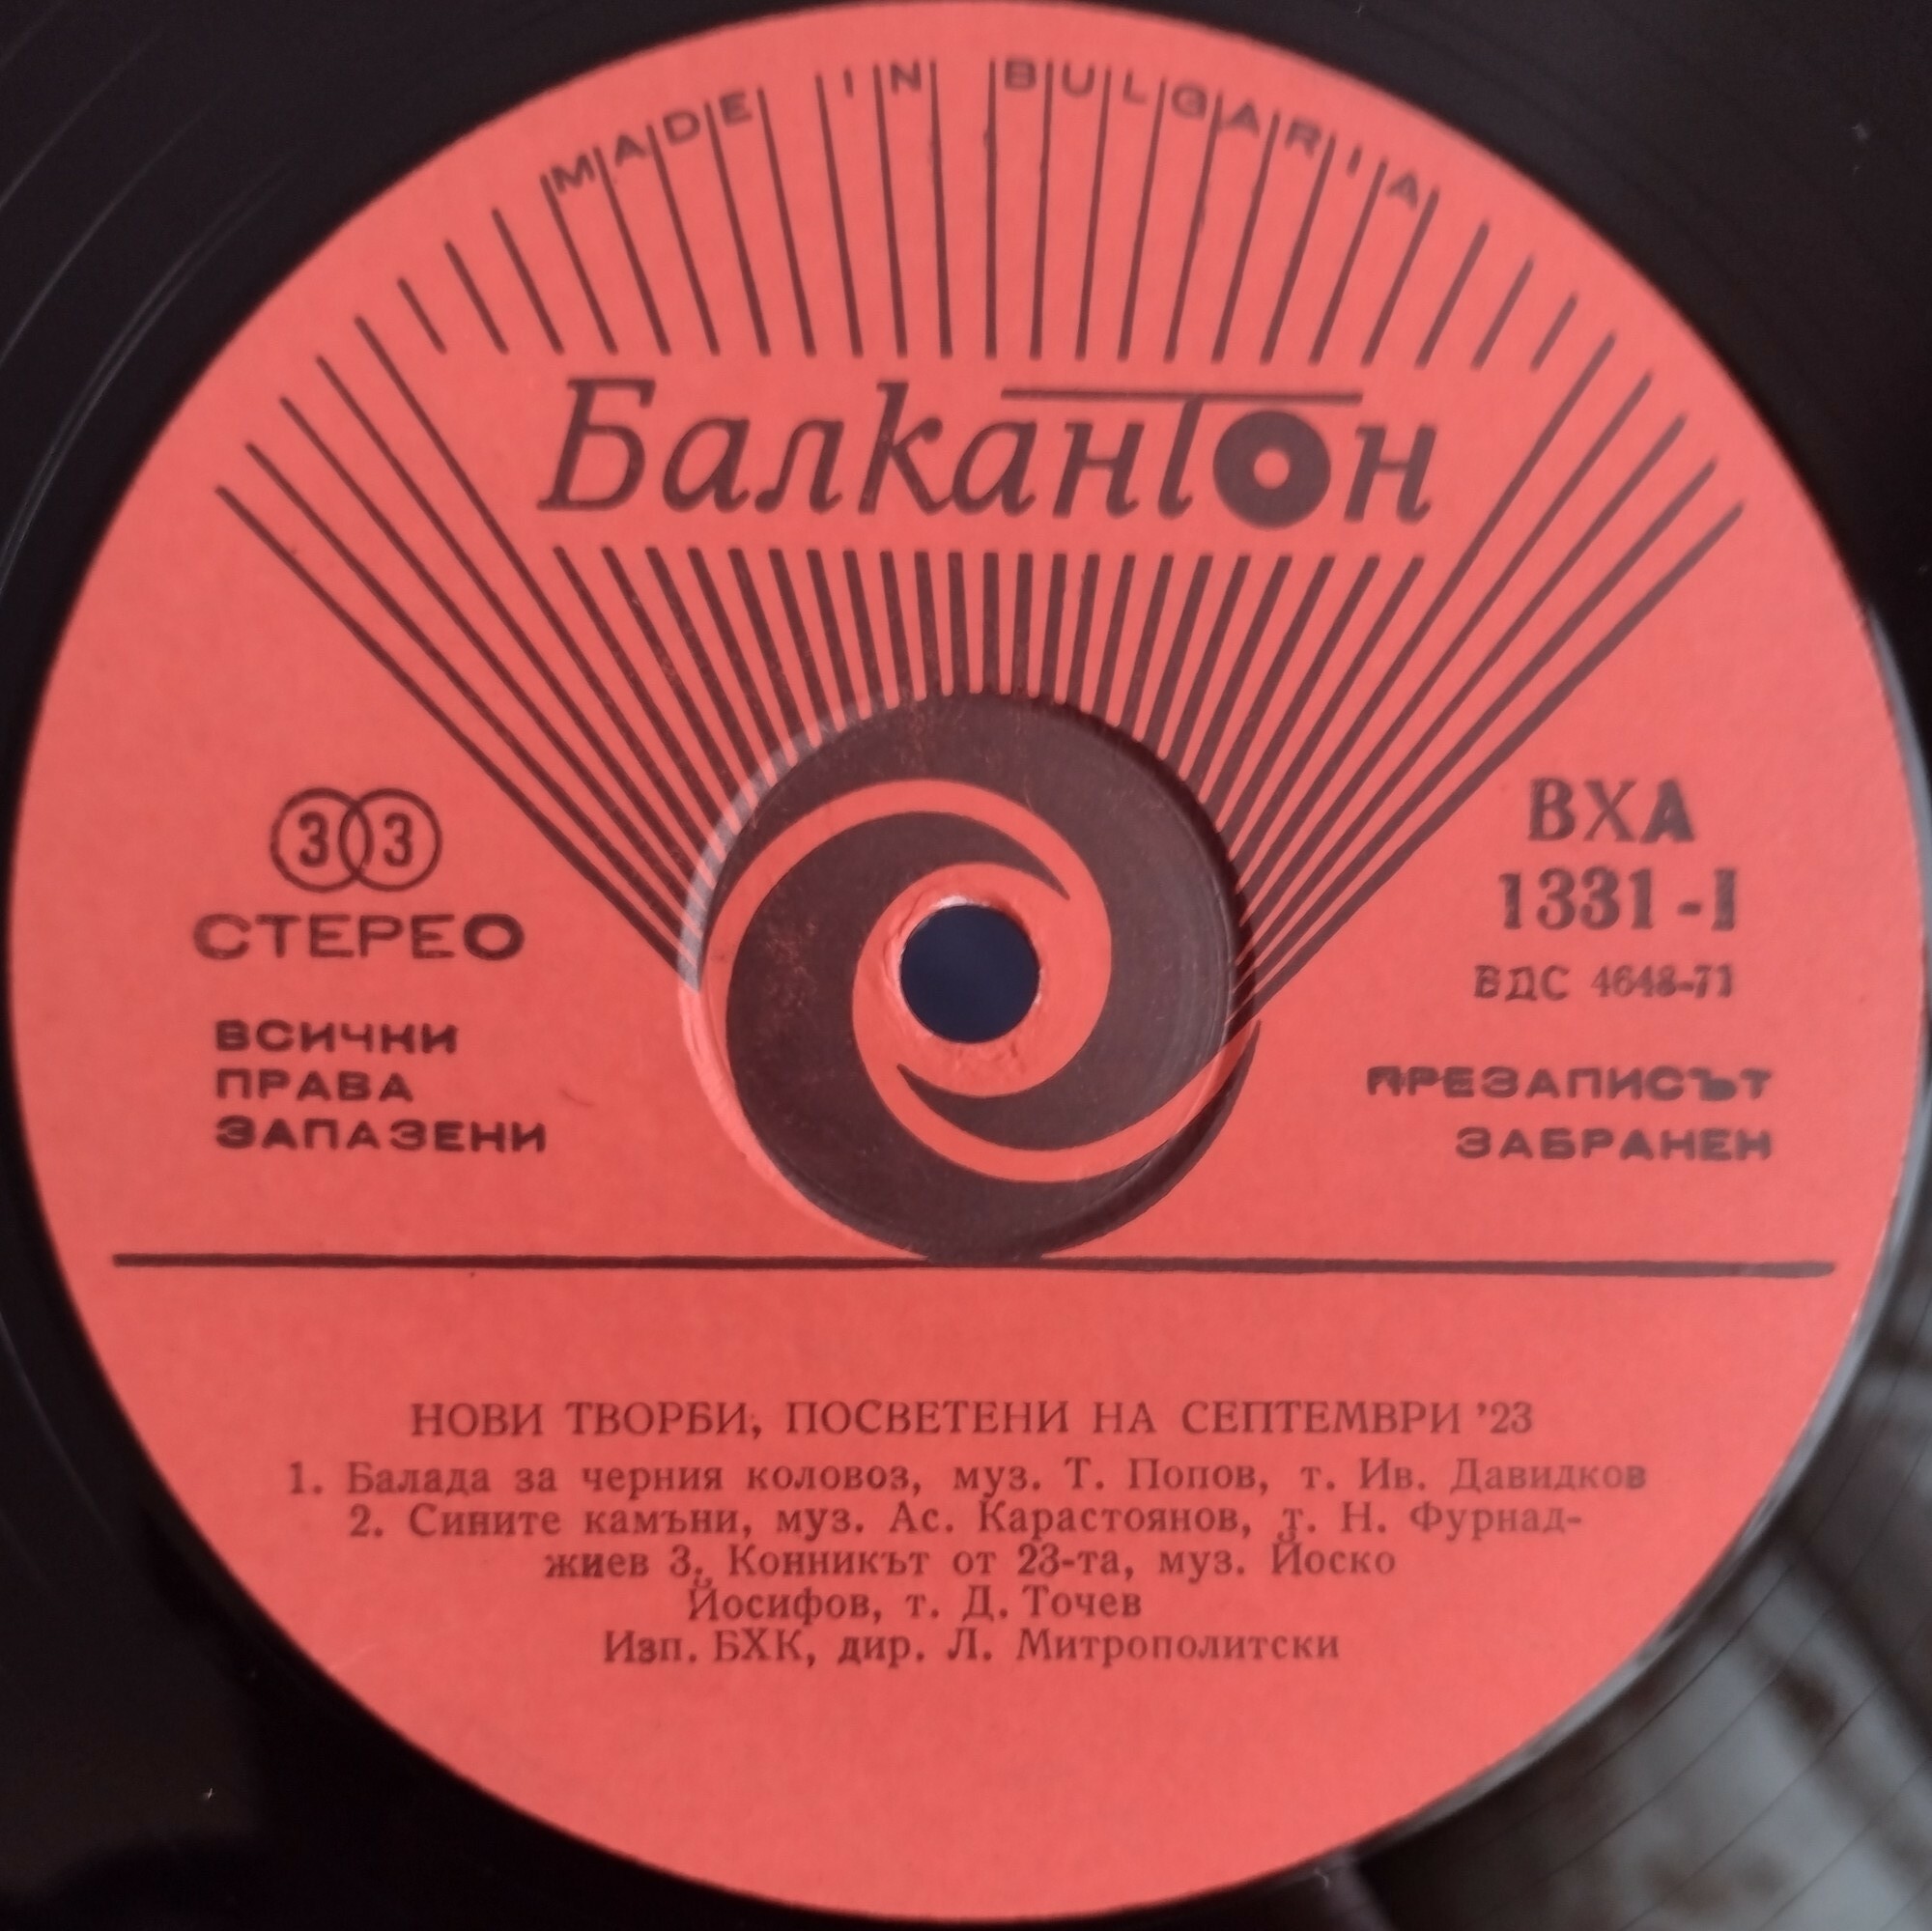 MADE IN BULGARIA
Балкантон
33
СТЕРЕО
ВСИЧКИ
ПРАВА
ЗАПАЗЕНИ
ВХА
1331-I
ВДС 4648-71
ПРЕЗАПИСЪТ
ЗАБРАНЕН
НОВИ ТВОРБИ, ПОСВЕТЕНИ НА СЕПТЕМВРИ '23
1. Балада за черния коловоз, муз. Т. Попов, т. Ив. Давидков
2. Сините камъни, муз. Ас. Карастоянов, т. Н. Фурнад-
жиев 3. Конникът от 23-та, муз. Йоско
Йосифов, т. Д. Точев
Изп. БХК, дир. Л. Митрополитски